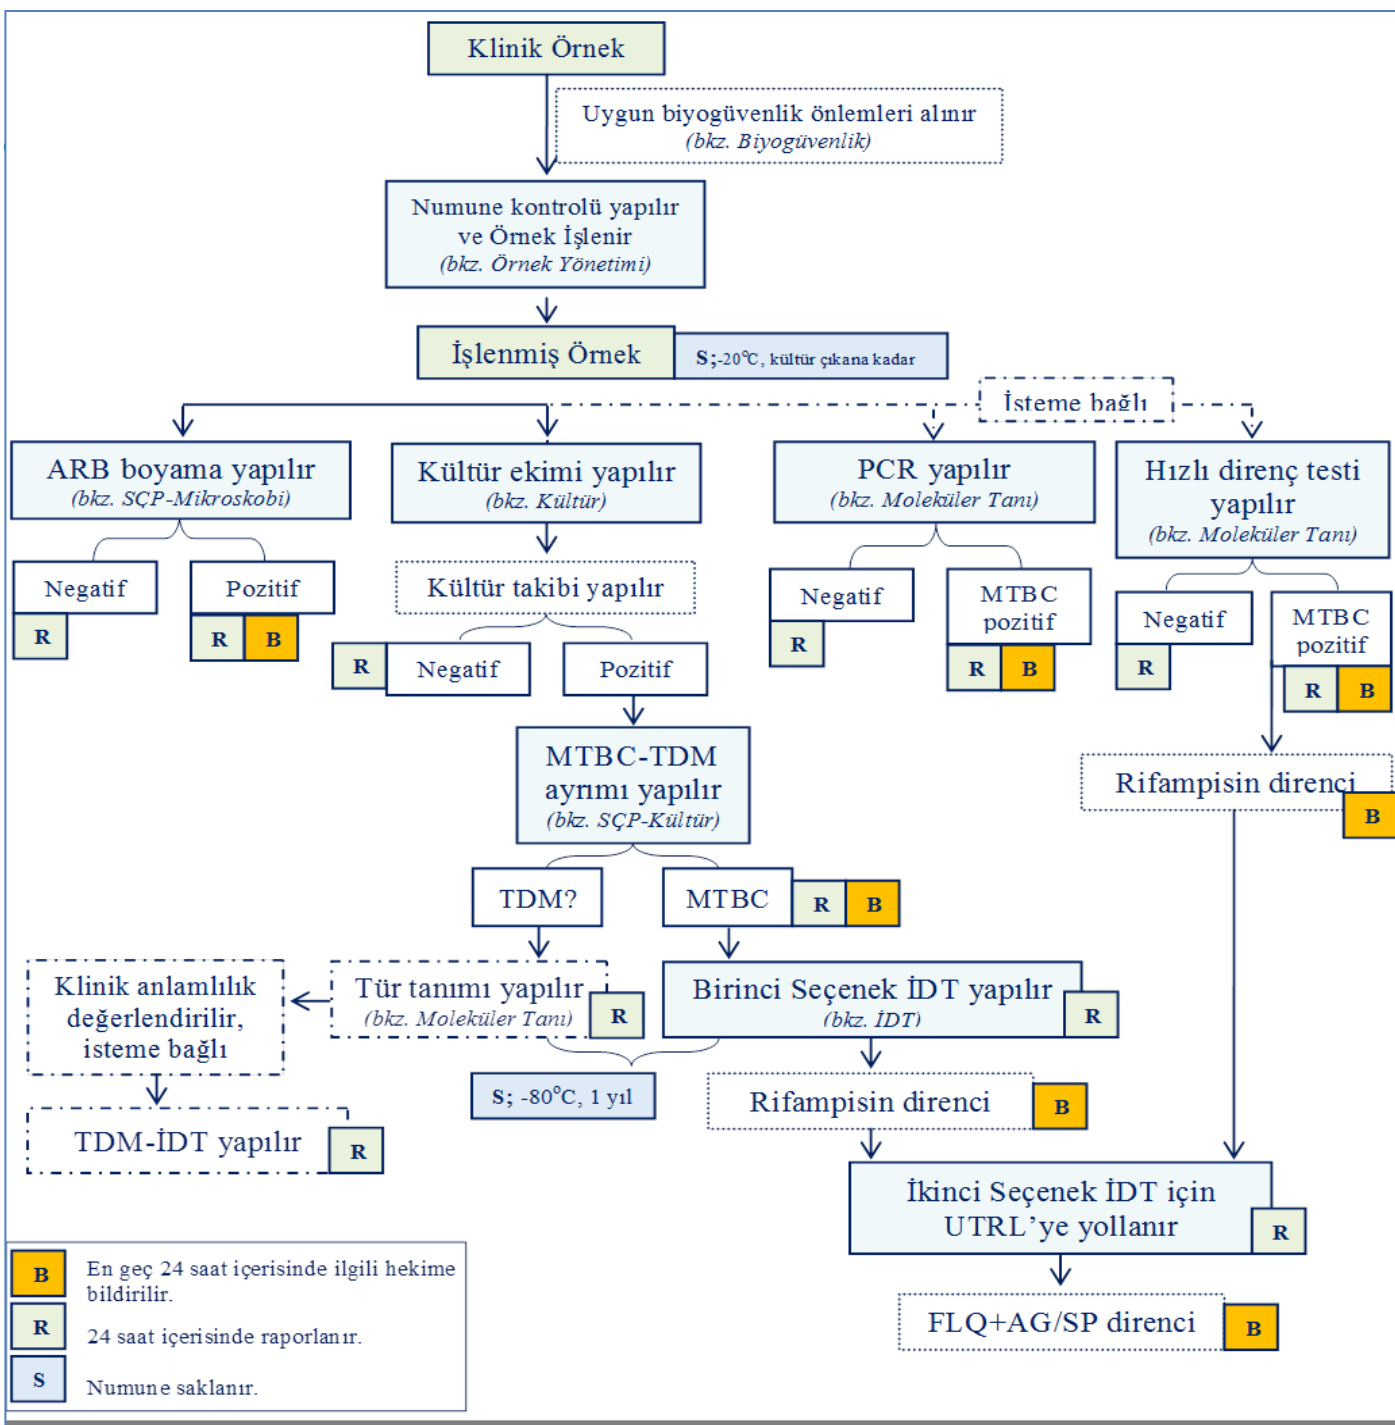 Klinik Örnek
Uygun biyogüvenlik önlemleri alınır
(bkz. Biyogüvenlik)
Numune kontrolü yapılır
ve Örnek İşlenir
(bkz. Örnek Yönetimi)
İşlenmiş Örnek
S;-20°C, kültür çıkana kadar
İsteme bağlı
ARB boyama yapılır
(bkz. SÇP-Mikroskobi)
Kültür ekimi yapılır
(bkz. Kültür)
PCR yapılır
(bkz. Moleküler Tanı)
Hızlı direnç testi
yapılır
(bkz. Moleküler Tanı)
Negatif
R
Pozitif
R B
Kültür takibi yapılır
R Negatif
Pozitif
Negatif
R
MTBC
pozitif
R B
Negatif
R
MTBC
pozitif
R B
MTBC-TDM
ayrımı yapılır
(bkz. SÇP-Kültür)
Rifampisin direnci
B
TDM?
MTBC R B
Klinik anlamlılık
değerlendirilir,
isteme bağlı
Tür tanımı yapılır
(bkz. Moleküler Tanı)
R
Birinci Seçenek İDT yapılır
(bkz. İDT)
R
S; -80°C, 1 yıl
Rifampisin direnci B
TDM-İDT yapılır R
İkinci Seçenek İDT için
UTRL’ye yollanır
R
FLQ+AG/SP direnci B
B En geç 24 saat içerisinde ilgili hekime
bildirilir.
R 24 saat içerisinde raporlanır.
S Numune saklanır.